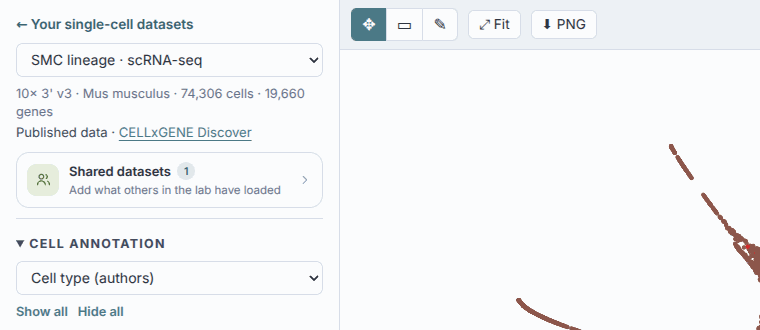 ← Your single-cell datasets
SMC lineage · scRNA-seq
10× 3' v3 · Mus musculus · 74,306 cells · 19,660
genes
Published data · CELLxGENE Discover
Shared datasets 1
Add what others in the lab have loaded
▼ CELL ANNOTATION
Cell type (authors)
Show all Hide all
⤢ Fit
⬇ PNG